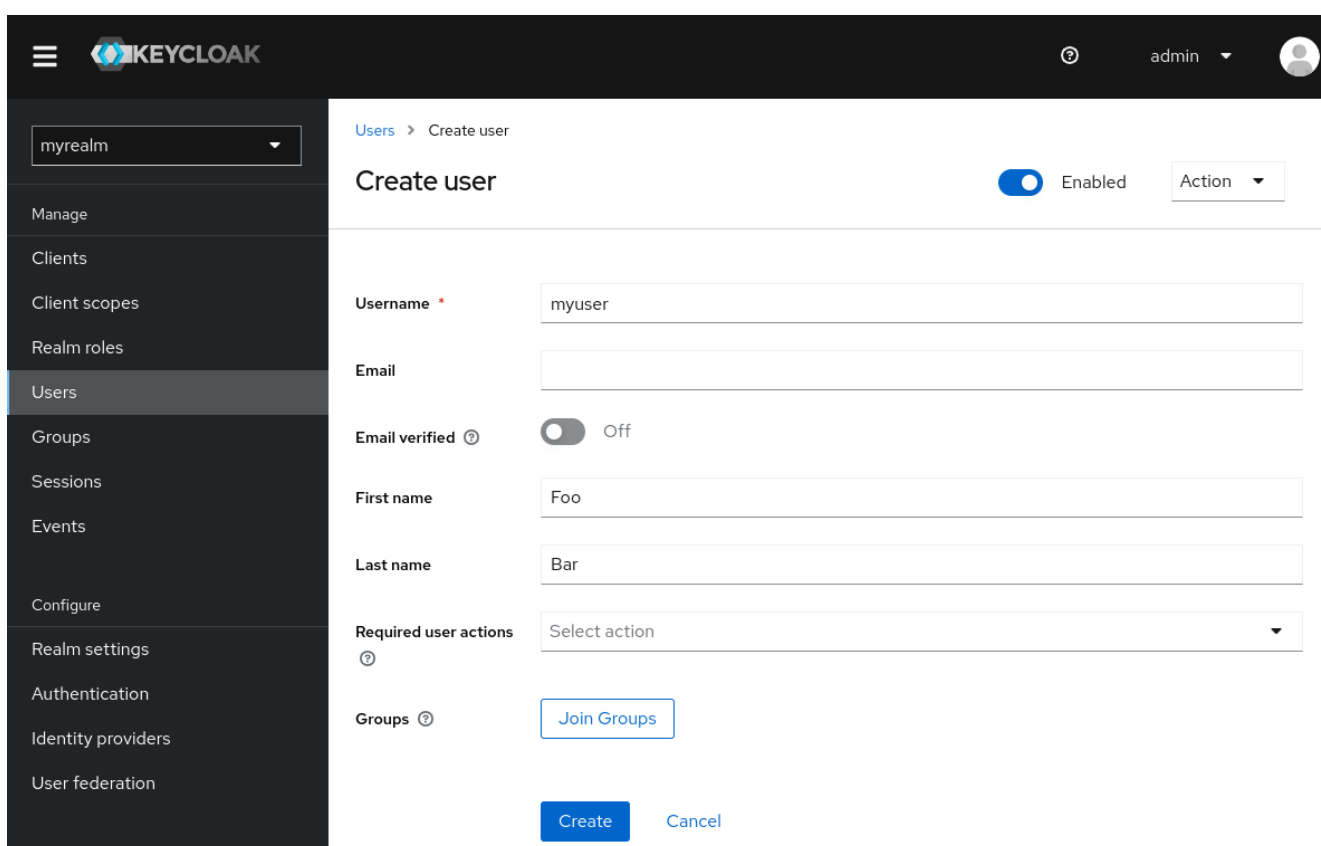 KEYCLOAK
admin
myrealm
Manage
Clients
Client scopes
Realm roles
Users
Groups
Sessions
Events
Configure
Realm settings
Authentication
Identity providers
User federation
Users > Create user
Create user
Enabled
Action
Username *
myuser
Email
Email verified
Off
First name
Foo
Last name
Bar
Required user actions
Select action
Groups
Join Groups
Create
Cancel